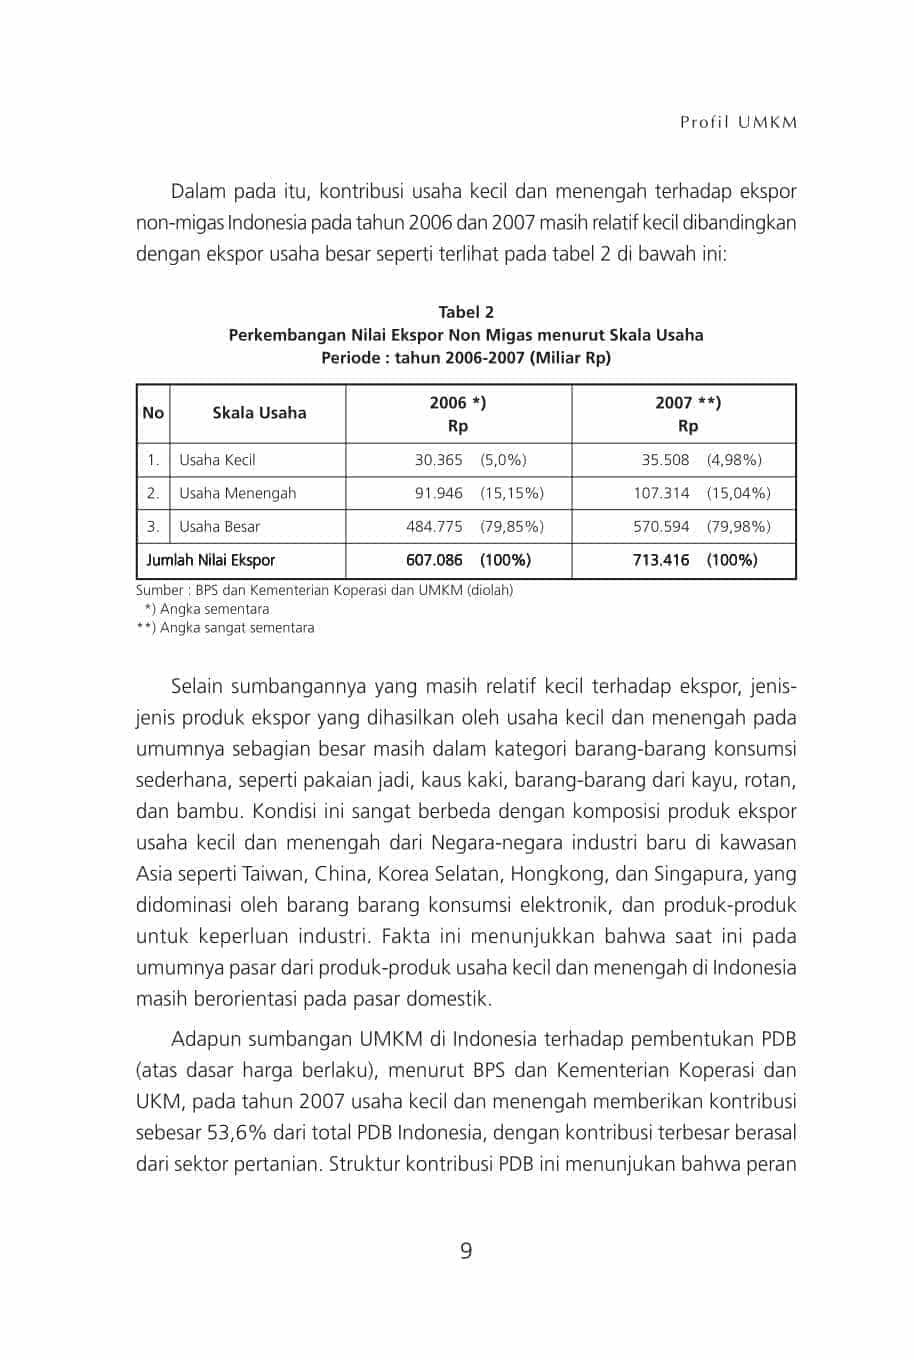 Profil UMKM
Dalam pada itu, kontribusi usaha kecil dan menengah terhadap ekspor
non-migas Indonesia pada tahun 2006 dan 2007 masih relatif kecil dibandingkan
dengan ekspor usaha besar seperti terlihat pada tabel 2 di bawah ini:
Tabel 2
Perkembangan Nilai Ekspor Non Migas menurut Skala Usaha
Periode : tahun 2006-2007 (Miliar Rp)
No Skala Usaha 2006 *) Rp 2007 **) Rp
1. Usaha Kecil 30.365 (5,0%) 35.508 (4,98%)
2. Usaha Menengah 91.946 (15,15%) 107.314 (15,04%)
3. Usaha Besar 484.775 (79,85%) 570.594 (79,98%)
Jumlah Nilai Ekspor 607.086 (100%) 713.416 (100%)
Sumber : BPS dan Kementerian Koperasi dan UMKM (diolah)
*) Angka sementara
**) Angka sangat sementara
Selain sumbangannya yang masih relatif kecil terhadap ekspor, jenis-
jenis produk ekspor yang dihasilkan oleh usaha kecil dan menengah pada
umumnya sebagian besar masih dalam kategori barang-barang konsumsi
sederhana, seperti pakaian jadi, kaus kaki, barang-barang dari kayu, rotan,
dan bambu. Kondisi ini sangat berbeda dengan komposisi produk ekspor
usaha kecil dan menengah dari Negara-negara industri baru di kawasan
Asia seperti Taiwan, China, Korea Selatan, Hongkong, dan Singapura, yang
didominasi oleh barang barang konsumsi elektronik, dan produk-produk
untuk keperluan industri. Fakta ini menunjukkan bahwa saat ini pada
umumnya pasar dari produk-produk usaha kecil dan menengah di Indonesia
masih berorientasi pada pasar domestik.
Adapun sumbangan UMKM di Indonesia terhadap pembentukan PDB
(atas dasar harga berlaku), menurut BPS dan Kementerian Koperasi dan
UKM, pada tahun 2007 usaha kecil dan menengah memberikan kontribusi
sebesar 53,6% dari total PDB Indonesia, dengan kontribusi terbesar berasal
dari sektor pertanian. Struktur kontribusi PDB ini menunjukan bahwa peran
9